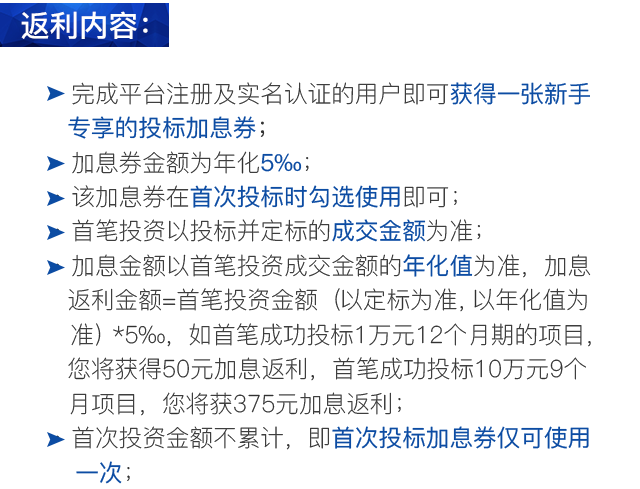 返利内容：
➤ 完成平台注册及实名认证的用户即可获得一张新手
专享的投标加息券；
➤ 加息券金额为年化5‰；
➤ 该加息券在首次投标时勾选使用即可；
➤ 首笔投资以投标并定标的成交金额为准；
➤ 加息金额以首笔投资成交金额的年化值为准，加息
返利金额=首笔投资金额（以定标为准，以年化值为
准）*5‰，如首笔成功投标1万元12个月期的项目，
您将获得50元加息返利，首笔成功投标10万元9个
月项目，您将获375元加息返利；
➤ 首次投资金额不累计，即首次投标加息券仅可使用
一次；